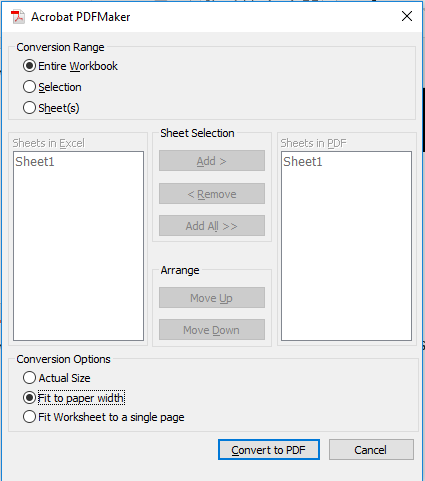 Acrobat PDFMaker
Conversion Range
Entire Workbook
Selection
Sheet(s)
Sheets in Excel
Sheet1
Sheet Selection
Add >
< Remove
Add All >>
Arrange
Move Up
Move Down
Sheets in PDF
Sheet1
Conversion Options
Actual Size
Fit to paper width
Fit Worksheet to a single page
Convert to PDF
Cancel